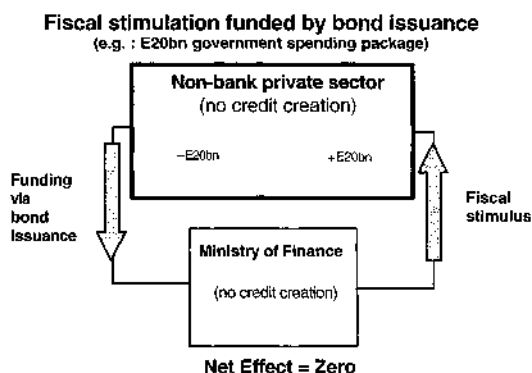 Fiscal stimulation funded by bond issuance
(e.g. : E20bn government spending package)
Non-bank private sector
(no credit creation)
–E20bn
+E20bn
Funding
via
bond
issuance
Fiscal
stimulus
Ministry of Finance
(no credit creation)
Net Effect = Zero